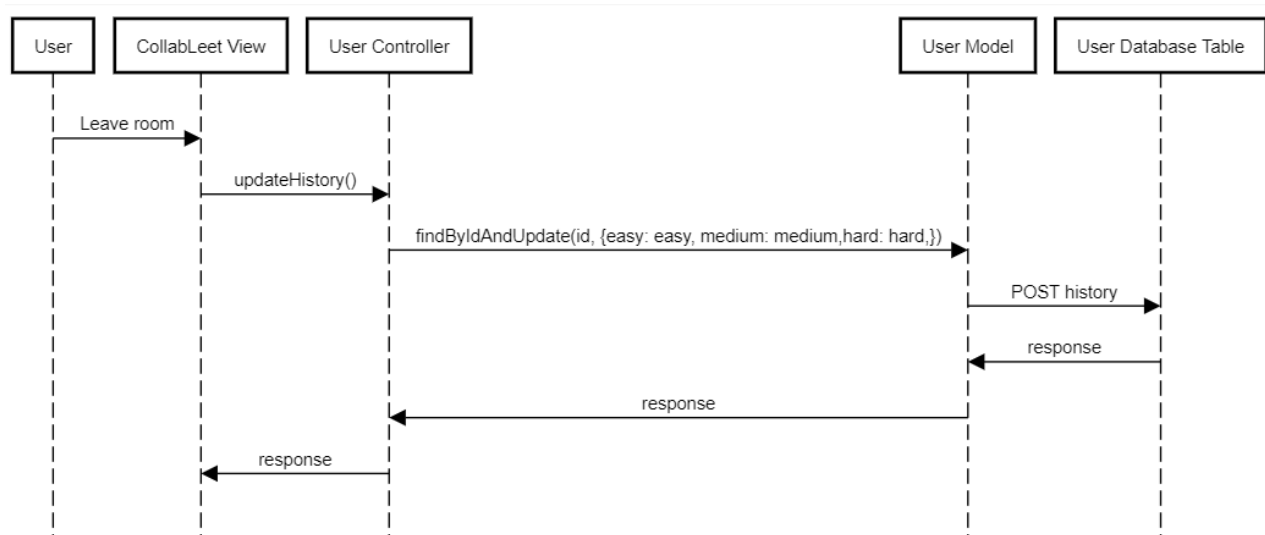 User
CollabLeet View
User Controller
User Model
User Database Table
Leave room
updateHistory()
findByIdAndUpdate(id, {easy: easy, medium: medium,hard: hard,})
POST history
response
response
response